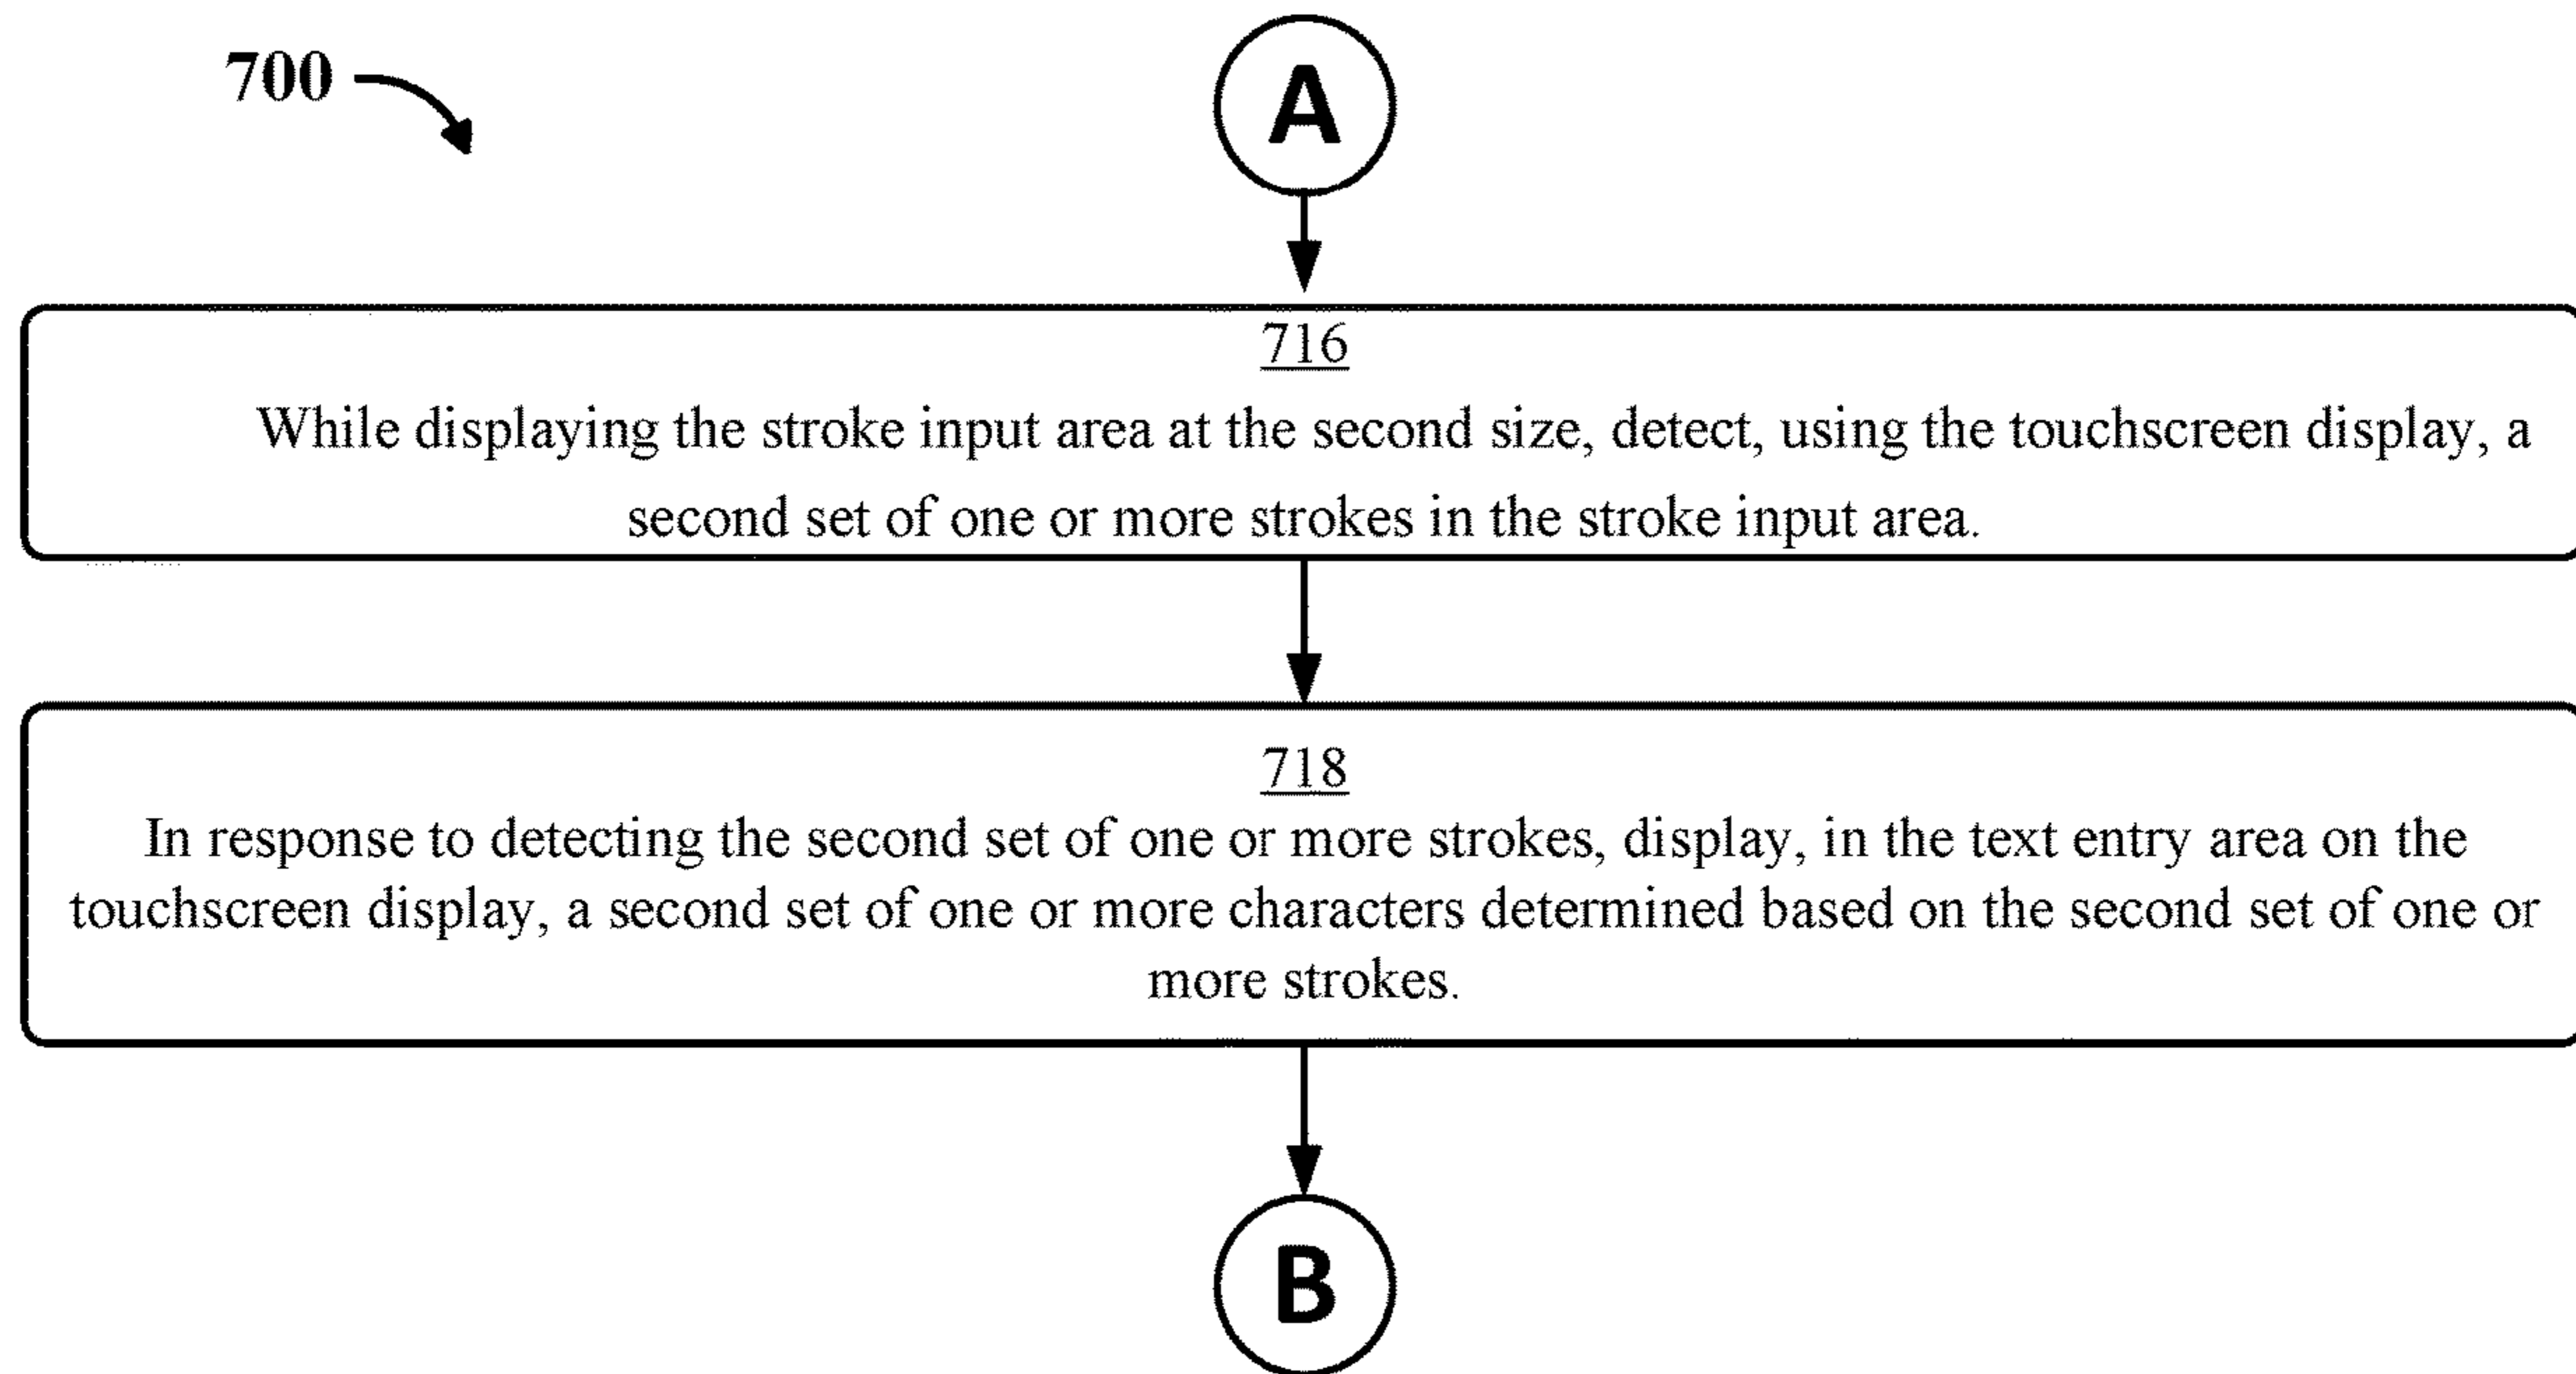 700
A
716
While displaying the stroke input area at the second size, detect, using the touchscreen display, a
second set of one or more strokes in the stroke input area.
718
In response to detecting the second set of one or more strokes, display, in the text entry area on the
touchscreen display, a second set of one or more characters determined based on the second set of one or
more strokes.
B